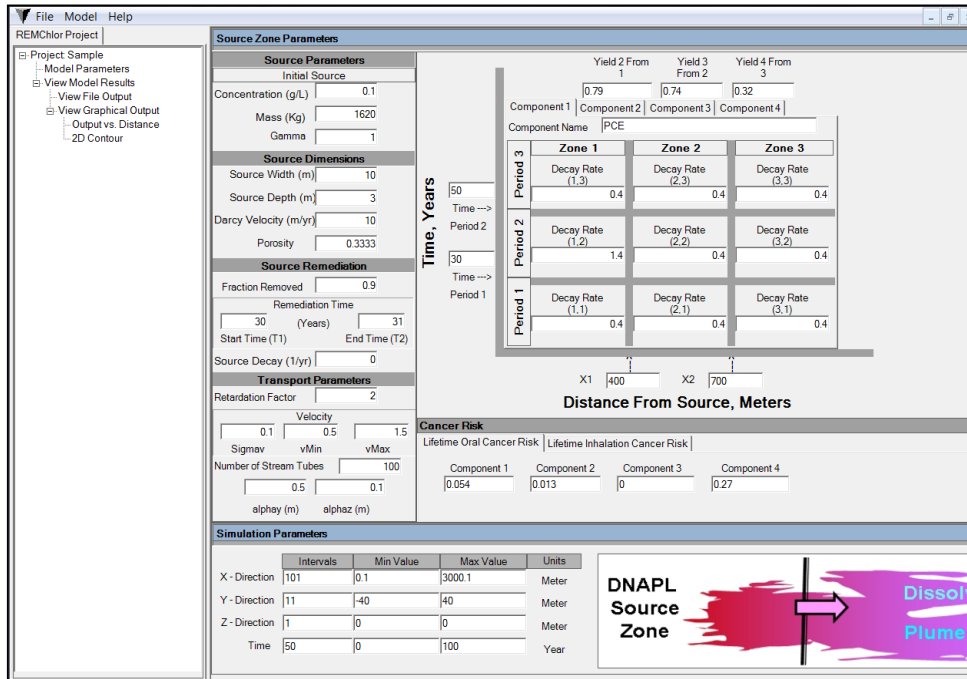 File Model Help
REMChlor Project
Project: Sample
Model Parameters
View Model Results
View File Output
View Graphical Output
Output vs. Distance
2D Contour
Source Zone Parameters
Source Parameters
Initial Source
Concentration (g/L) 0.1
Mass (Kg) 1620
Gamma 1
Source Dimensions
Source Width (m) 10
Source Depth (m) 3
Darcy Velocity (m/yr) 10
Porosity 0.3333
Source Remediation
Fraction Removed 0.9
Remediation Time
30 (Years) 31
Start Time (T1) End Time (T2)
Source Decay (1/yr) 0
Transport Parameters
Retardation Factor 2
Velocity
0.1 0.5 1.5
Sigmav vMin vMax
Number of Stream Tubes 100
0.5 0.1
alphay (m) alphaz (m)
Yield 2 From 1 Yield 3 From 2 Yield 4 From 3
0.79 0.74 0.32
Component 1 Component 2 Component 3 Component 4
Component Name PCE
Zone 1 Zone 2 Zone 3
Time, Years
50
Time --->
Period 2
30
Time --->
Period 1
Period 3
Decay Rate (1,3) Decay Rate (2,3) Decay Rate (3,3)
0.4 0.4 0.4
Period 2
Decay Rate (1,2) Decay Rate (2,2) Decay Rate (3,2)
1.4 0.4 0.4
Period 1
Decay Rate (1,1) Decay Rate (2,1) Decay Rate (3,1)
0.4 0.4 0.4
X1 400 X2 700
Distance From Source, Meters
Cancer Risk
Lifetime Oral Cancer Risk Lifetime Inhalation Cancer Risk
Component 1 Component 2 Component 3 Component 4
0.054 0.013 0 0.27
Simulation Parameters
Intervals Min Value Max Value Units
X - Direction 101 0.1 3000.1 Meter
Y - Direction 11 -40 40 Meter
Z - Direction 1 0 0 Meter
Time 50 0 100 Year
DNAPL
Source
Zone
Dissol
Plume